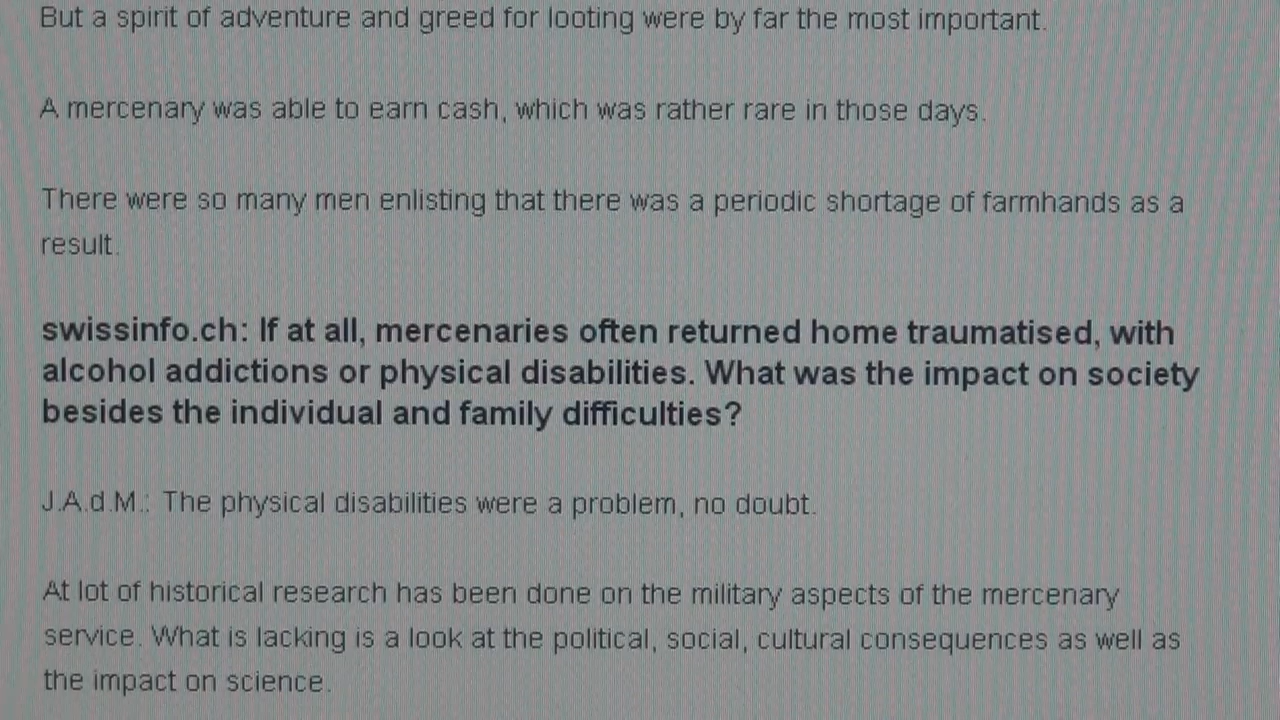 But a spirit of adventure and greed for looting were by far the most important.
A mercenary was able to earn cash, which was rather rare in those days.
There were so many men enlisting that there was a periodic shortage of farmhands as a
result.
swissinfo.ch: If at all, mercenaries often returned home traumatised, with
alcohol addictions or physical disabilities. What was the impact on society
besides the individual and family difficulties?
J.A.d.M.: The physical disabilities were a problem, no doubt.
At lot of historical research has been done on the military aspects of the mercenary
service. What is lacking is a look at the political, social, cultural consequences as well as
the impact on science.